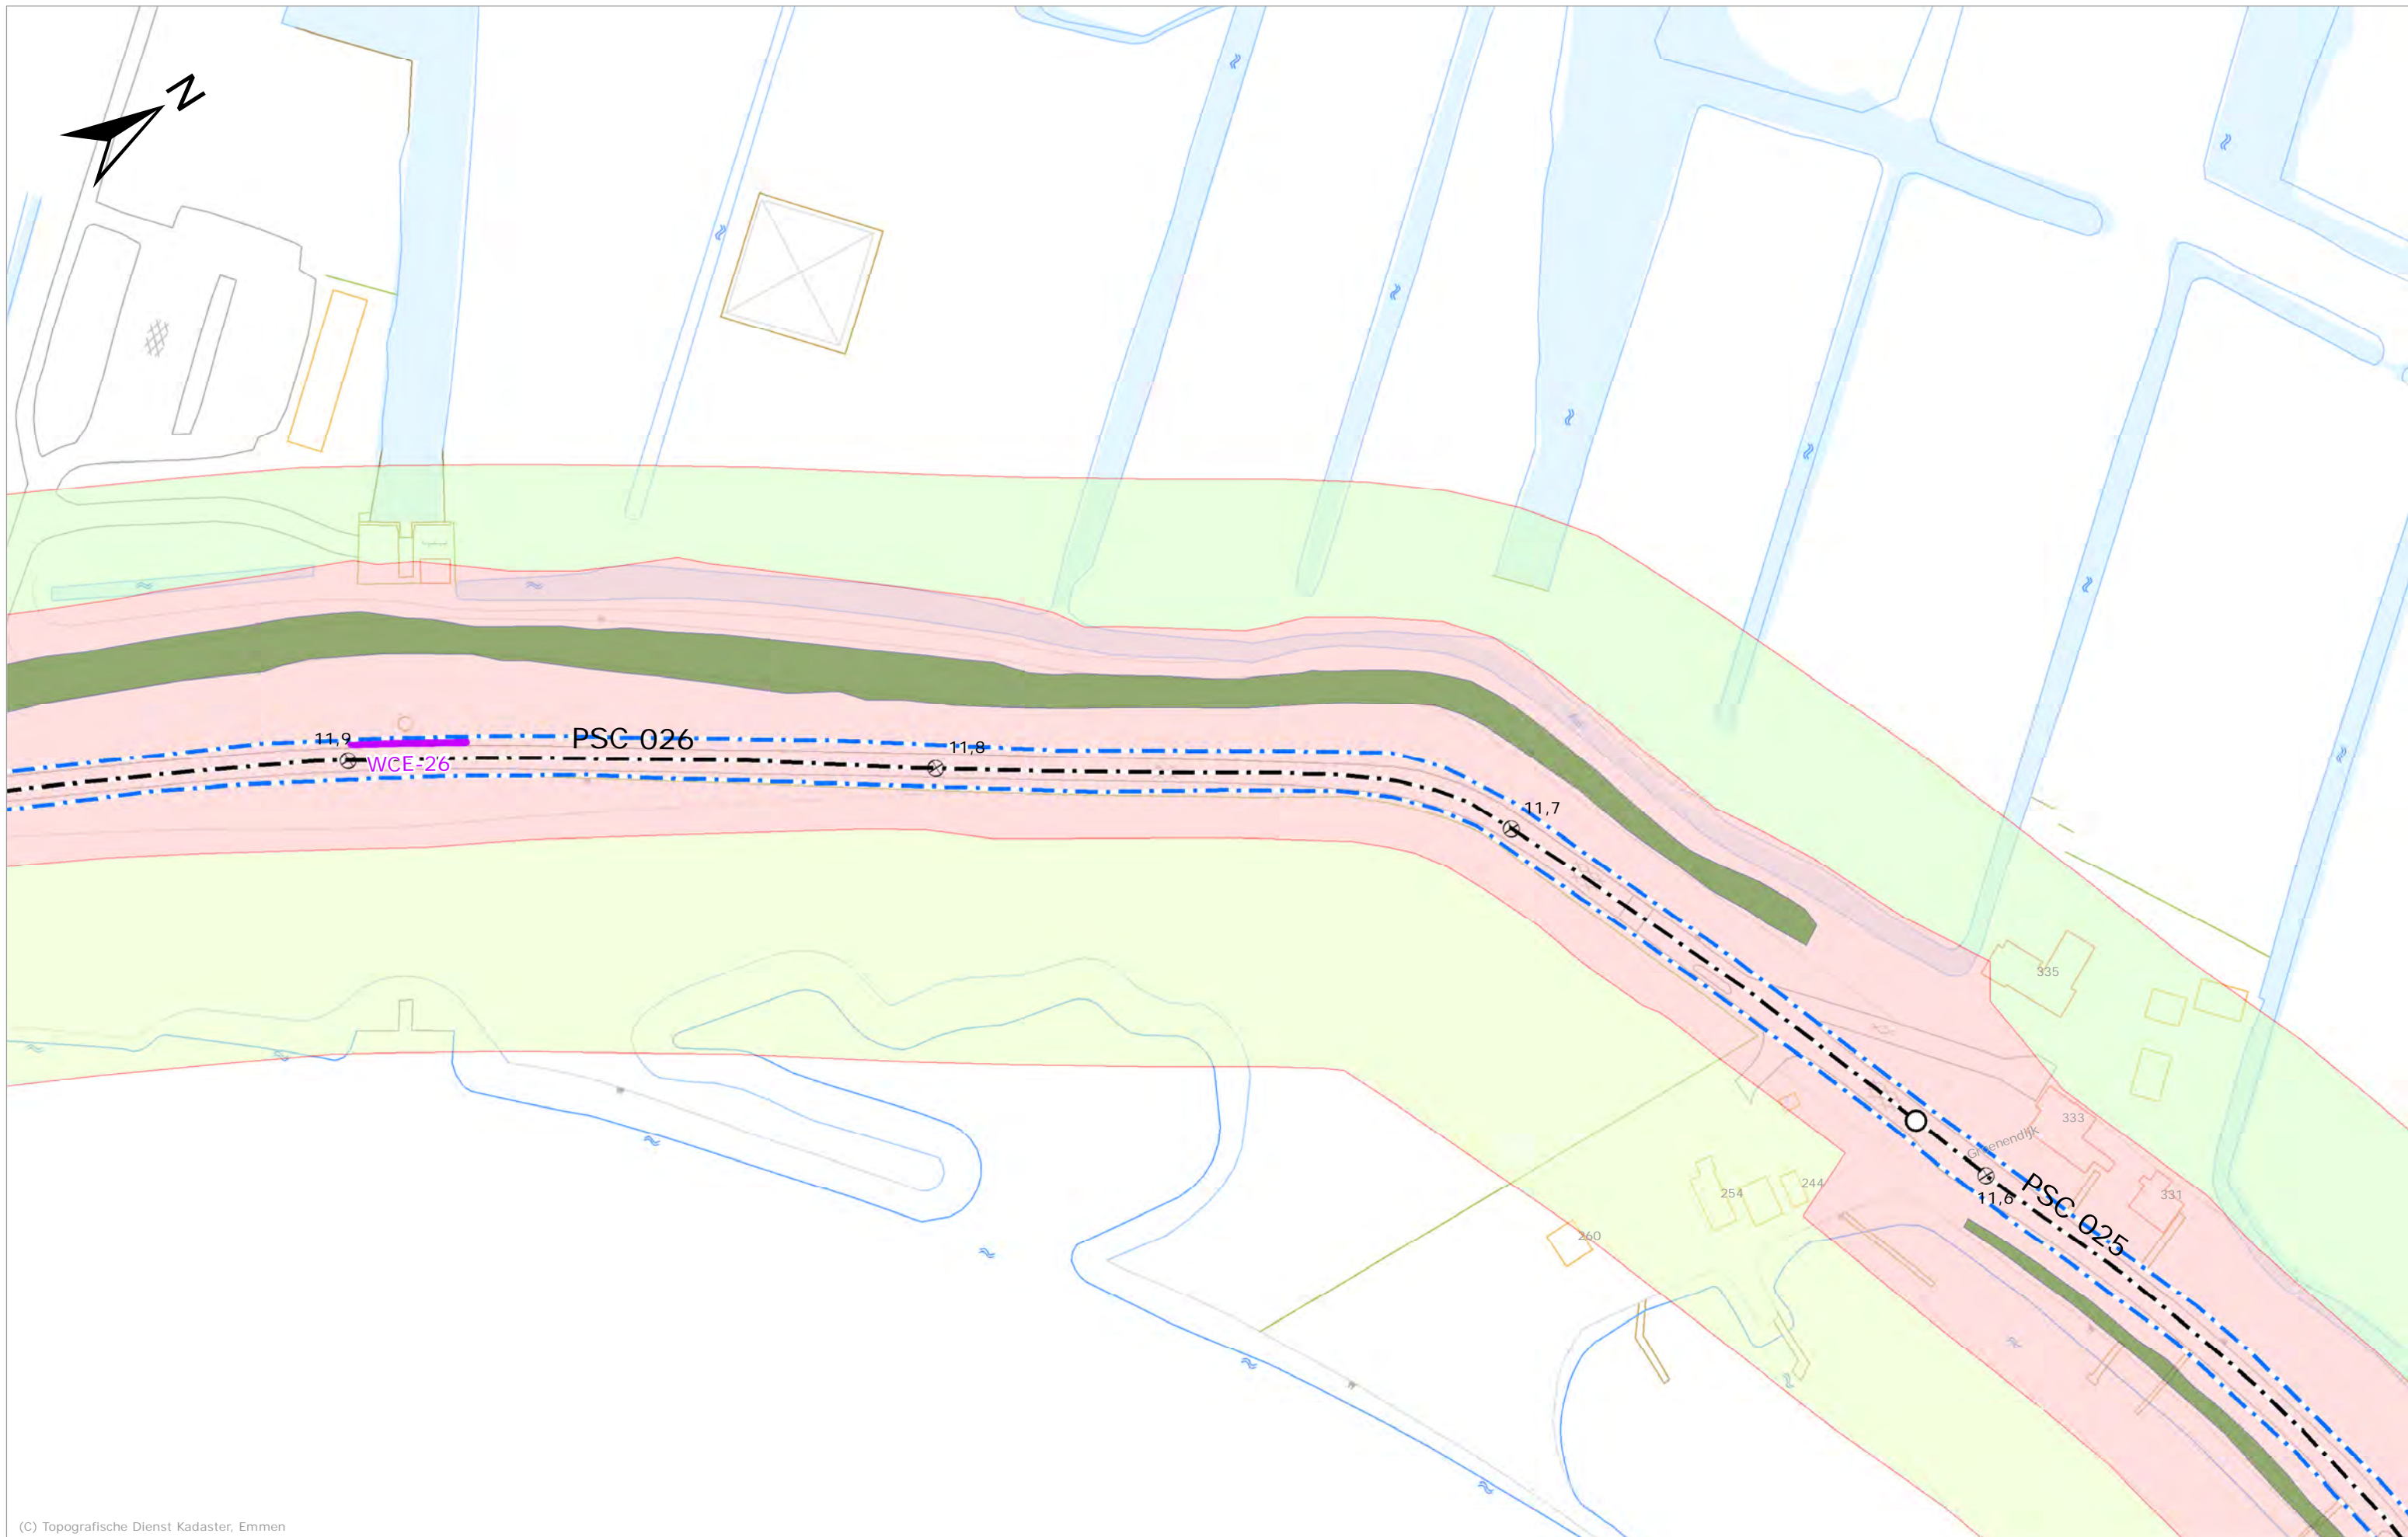 N
11,9
PSC 026
11,8
WCE-26
11,7
335
333
Groenendijk
254
244
331
11,6
PSC 025
260
(C) Topografische Dienst Kadaster, Emmen